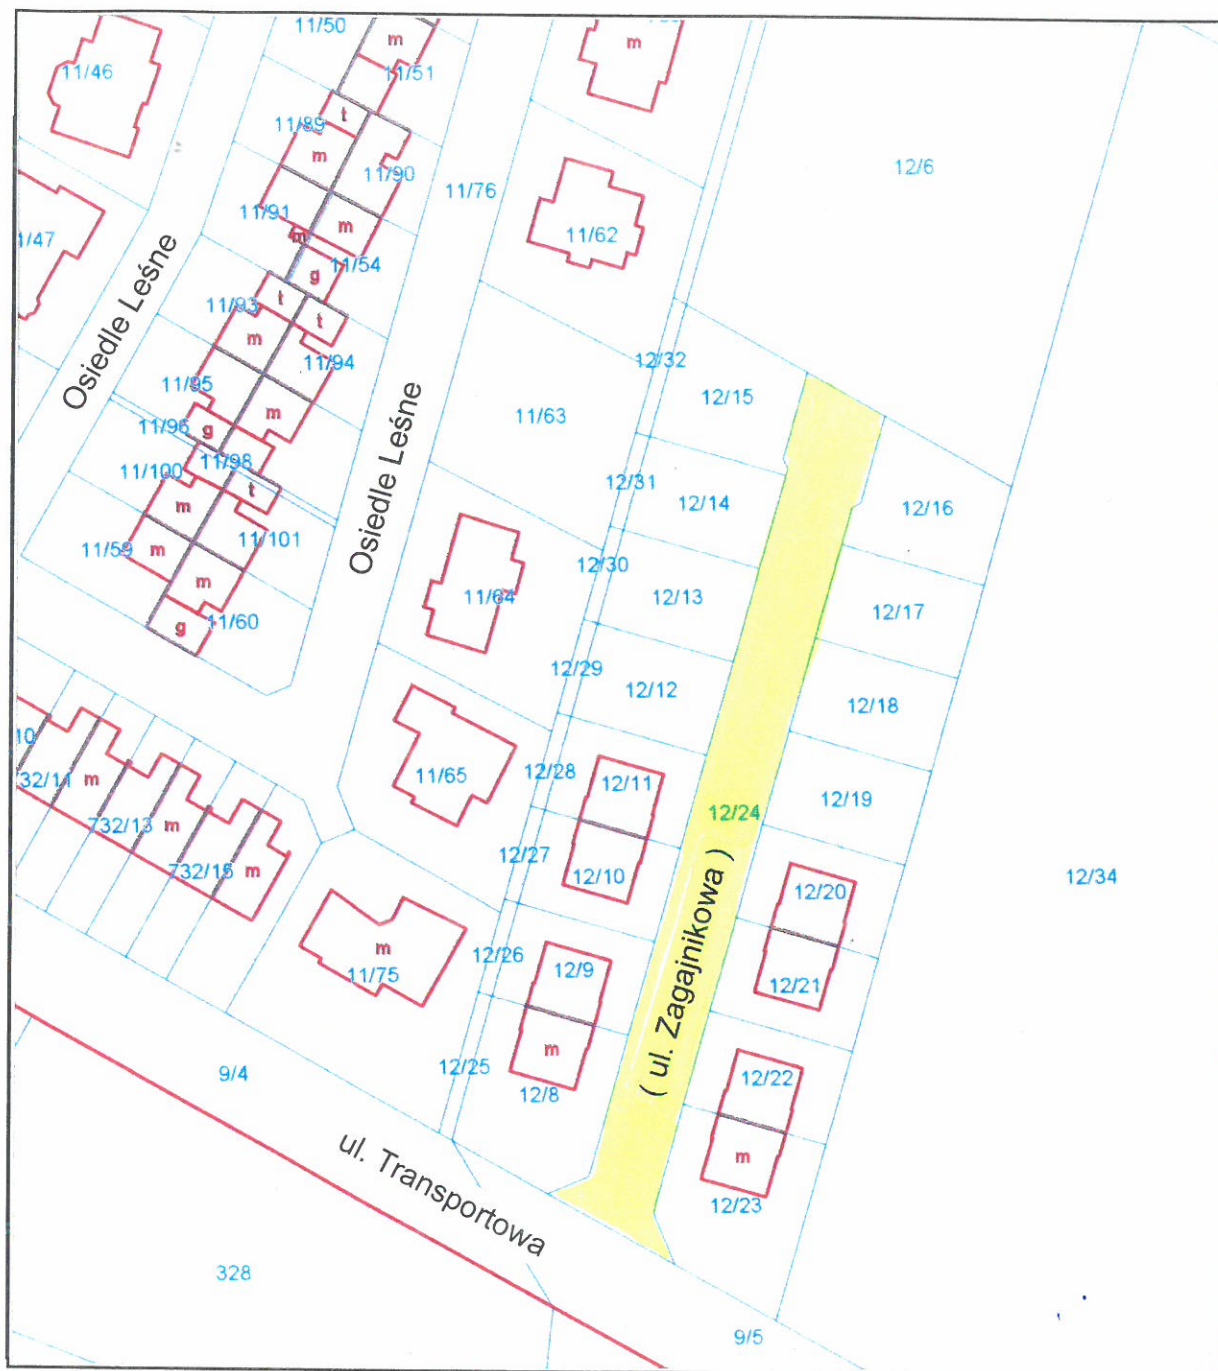 11/50
m
m
11/46
11/51
12/6
t
11/89
m
11/90
11/76
11/91
m
11/62
1/47
m
11/54
g
t
11/93
t
m
11/94
12/32
11/95
12/15
m
11/63
11/96
g
11/98
11/100
12/31
t
12/14
m
12/16
11/59
m
11/101
12/30
m
11/64
12/13
12/17
11/60
g
12/29
12/12
12/18
Osiedle Leśne
Osiedle Leśne
10
32/11
m
11/65
12/28
12/11
12/19
12/24
732/13
m
12/27
732/15
m
12/10
12/20
12/34
m
11/75
12/26
12/9
12/21
( ul. Zagajnikowa )
m
12/25
12/8
12/22
9/4
m
12/23
ul. Transportowa
328
9/5